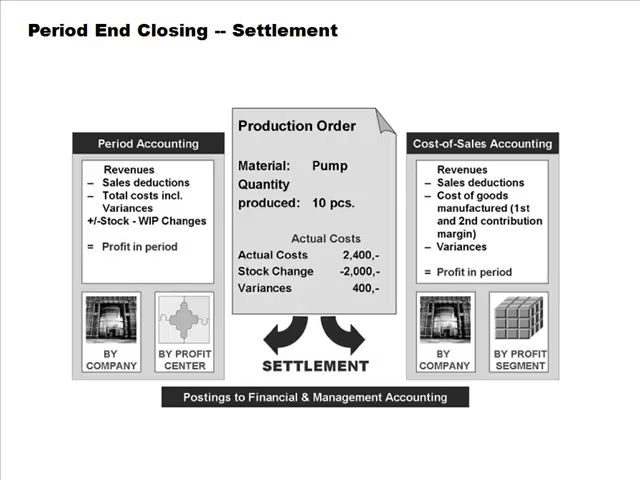 Period End Closing -- Settlement
Period Accounting
Revenues
– Sales deductions
– Total costs incl.
Variances
+/-Stock - WIP Changes
= Profit in period
BY
COMPANY
BY PROFIT
CENTER
Production Order
Material: Pump
Quantity
produced: 10 pcs.
Actual Costs
Actual Costs 2,400,-
Stock Change -2,000,-
Variances 400,-
SETTLEMENT
Cost-of-Sales Accounting
Revenues
– Sales deductions
– Cost of goods
manufactured (1st
and 2nd contribution
margin)
– Variances
= Profit in period
BY
COMPANY
BY PROFIT
SEGMENT
Postings to Financial & Management Accounting